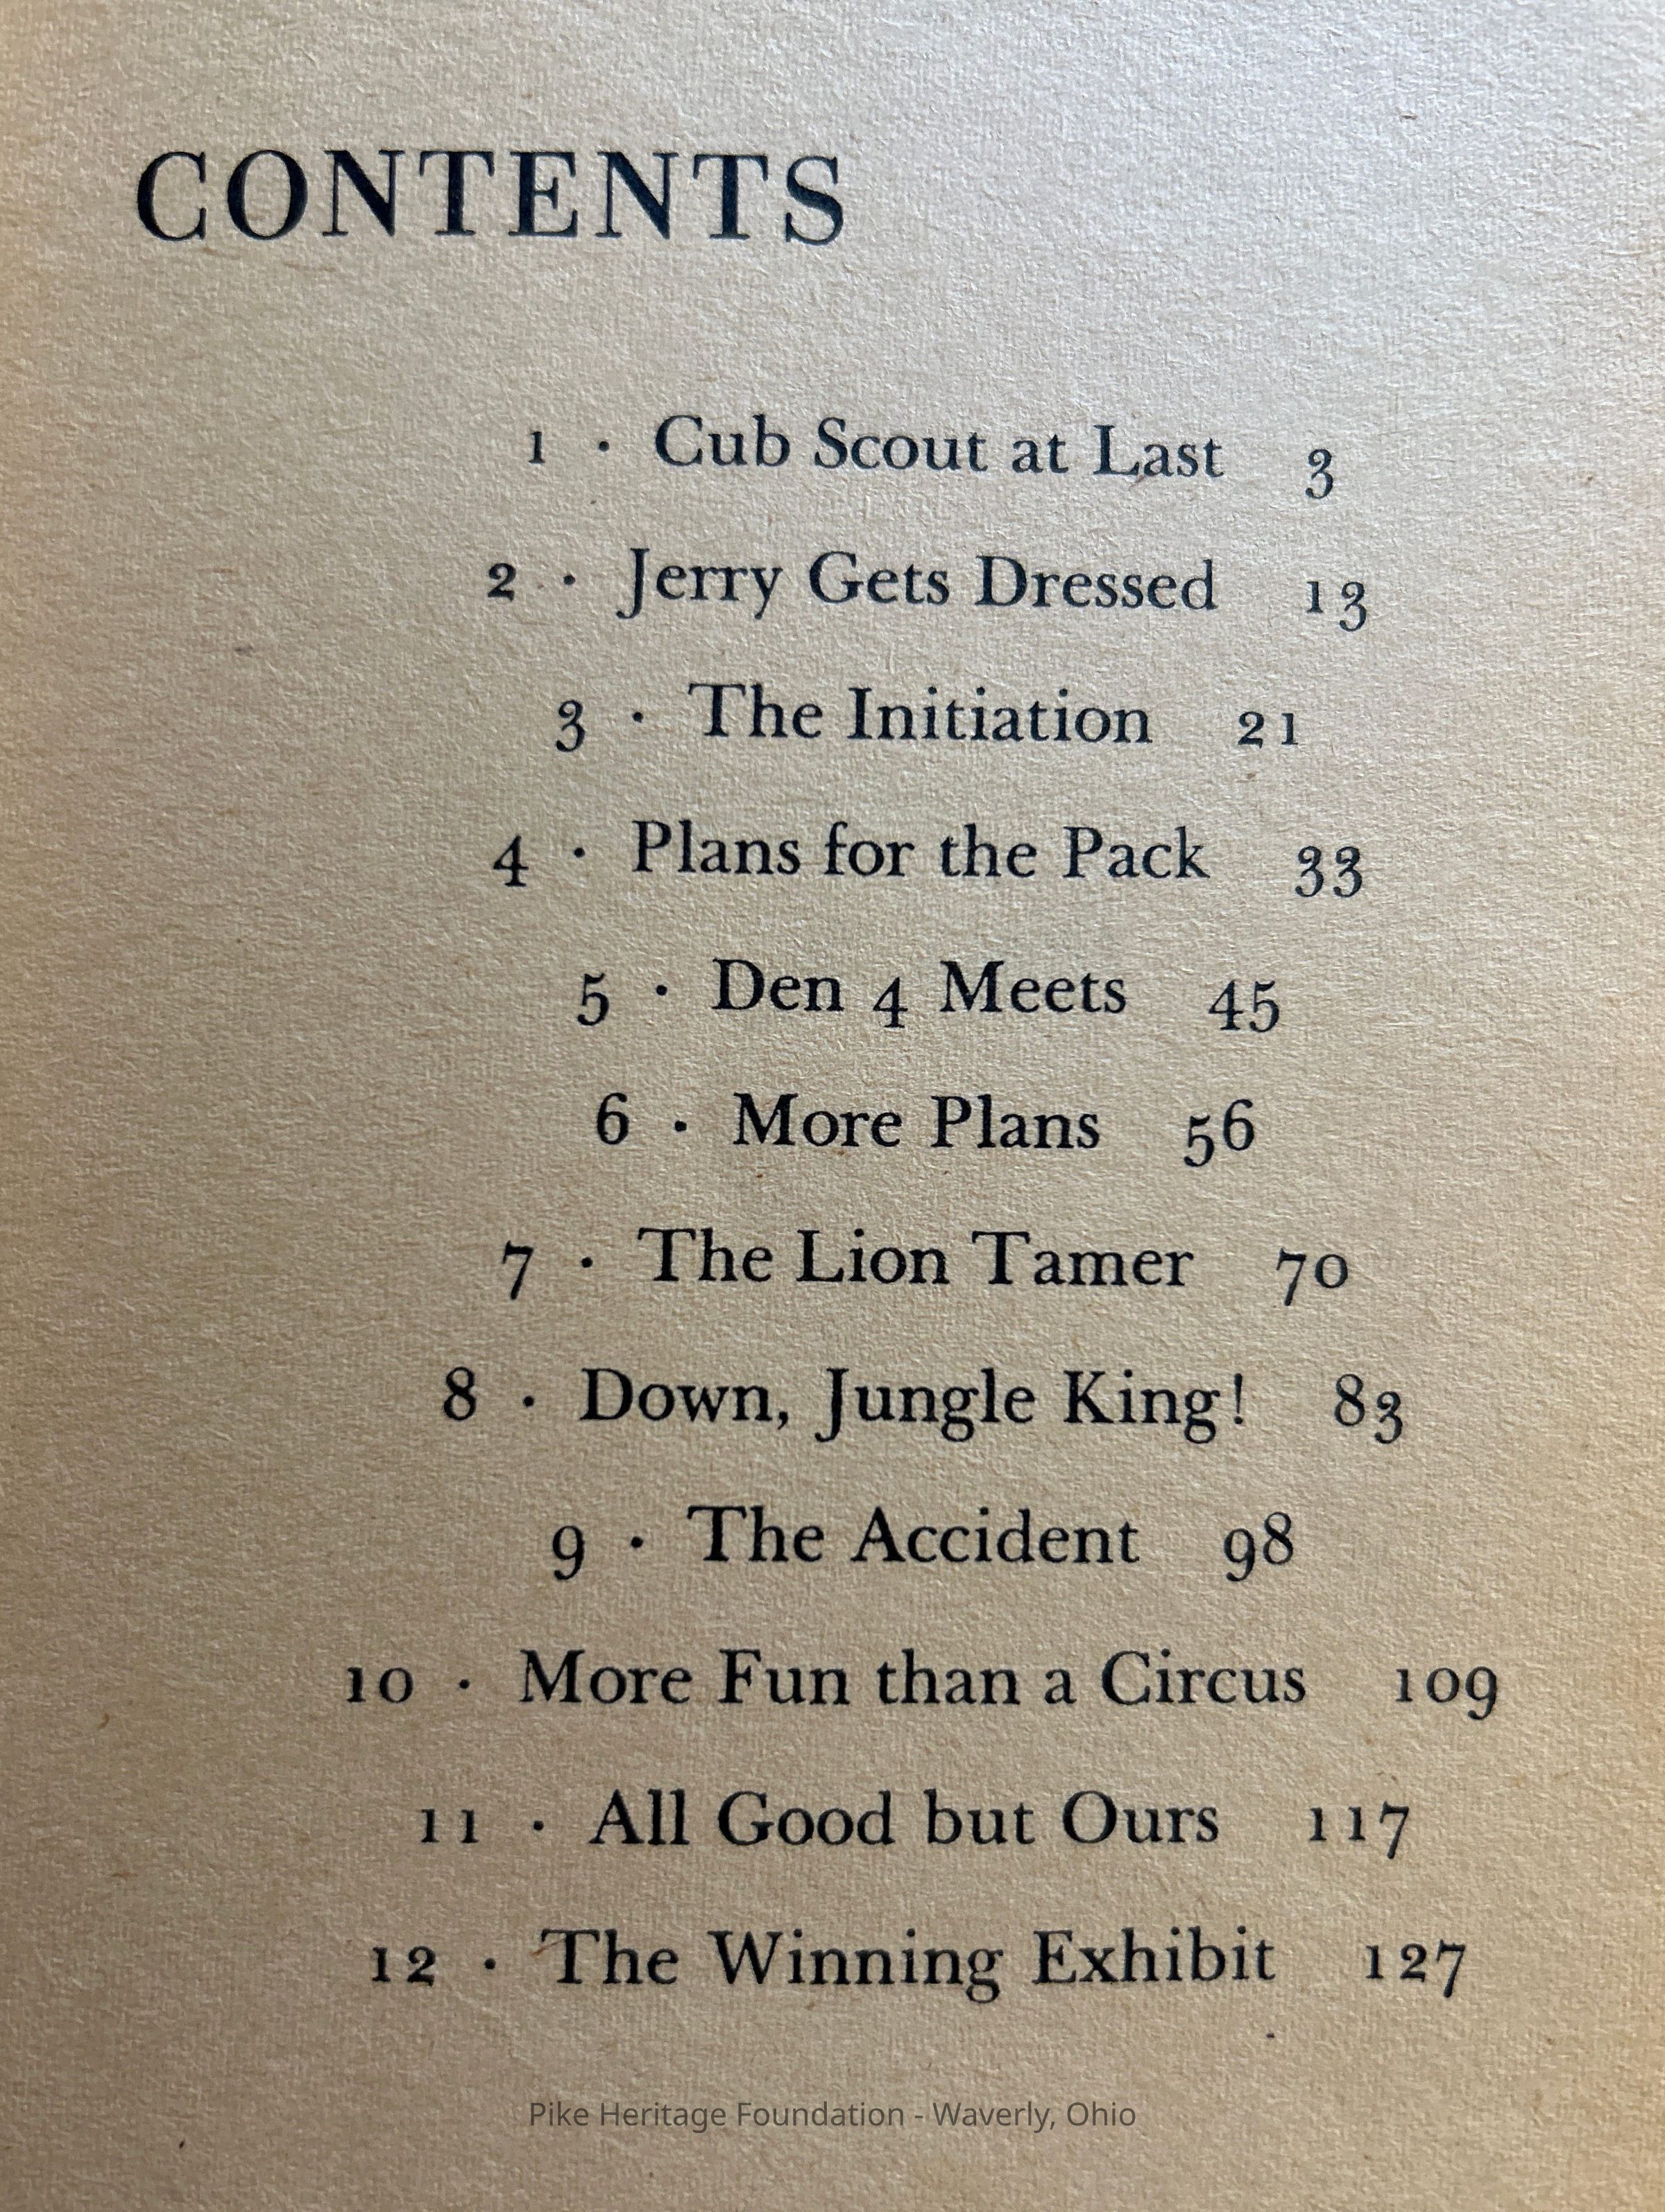 CONTENTS
1 · Cub Scout at Last 3
2 · Jerry Gets Dressed 13
3 · The Initiation 21
4 · Plans for the Pack 33
5 · Den 4 Meets 45
6 · More Plans 56
7 · The Lion Tamer 70
8 · Down, Jungle King! 83
9 · The Accident 98
10 · More Fun than a Circus 109
11 · All Good but Ours 117
12 · The Winning Exhibit 127
Pike Heritage Foundation - Waverly, Ohio